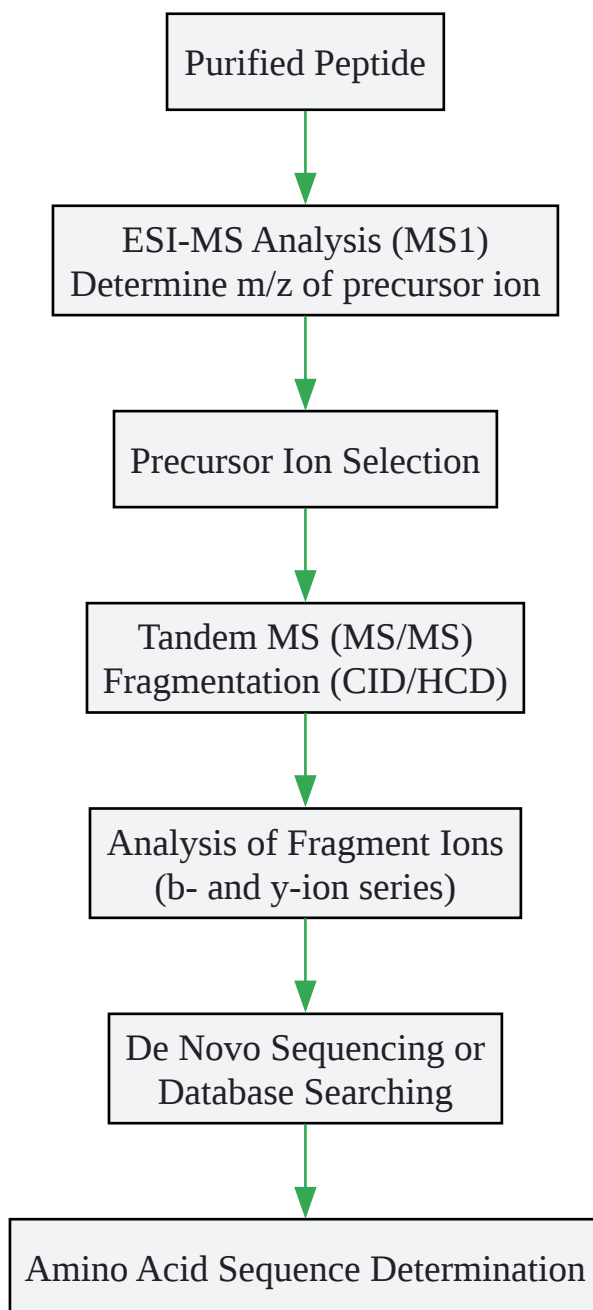 Purified Peptide
ESI-MS Analysis (MS1)
Determine m/z of precursor ion
Precursor Ion Selection
Tandem MS (MS/MS)
Fragmentation (CID/HCD)
Analysis of Fragment Ions
(b- and y-ion series)
De Novo Sequencing or
Database Searching
Amino Acid Sequence Determination